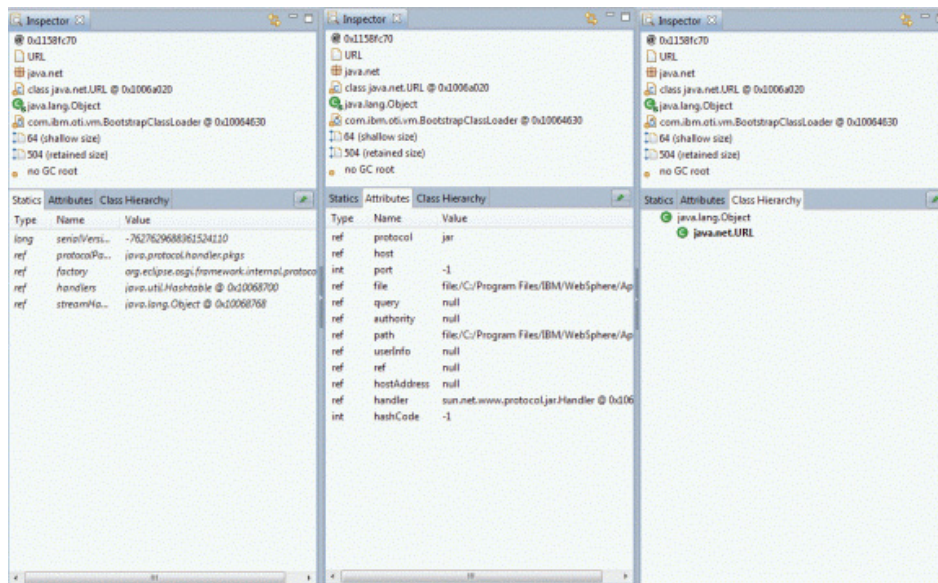 Inspector
@ 0x1158fc70
URL
java.net
class java.net.URL @ 0x1006a020
java.lang.Object
com.ibm.oti.vm.BootstrapClassLoader @ 0x10064630
64 (shallow size)
504 (retained size)
no GC root
Statics Attributes Class Hierarchy
Type Name Value
long serialVersi... -7627629688361524110
ref protocolPa... java.protocol.handler.pkgs
ref factory org.eclipse.osgi.framework.internal.protoco
ref handlers java.util.Hashtable @ 0x10068700
ref streamHa... java.lang.Object @ 0x10068768
Inspector
@ 0x1158fc70
URL
java.net
class java.net.URL @ 0x1006a020
java.lang.Object
com.ibm.oti.vm.BootstrapClassLoader @ 0x10064630
64 (shallow size)
504 (retained size)
no GC root
Statics Attributes Class Hierarchy
Type Name Value
ref protocol jar
ref host
int port -1
ref file file:/C:/Program Files/IBM/WebSphere/Ap
ref query null
ref authority null
ref path file:/C:/Program Files/IBM/WebSphere/Ap
ref userInfo null
ref ref null
ref hostAddress null
ref handler sun.net.www.protocol.jar.Handler @ 0x106
int hashCode -1
Inspector
@ 0x1158fc70
URL
java.net
class java.net.URL @ 0x1006a020
java.lang.Object
com.ibm.oti.vm.BootstrapClassLoader @ 0x10064630
64 (shallow size)
504 (retained size)
no GC root
Statics Attributes Class Hierarchy
java.lang.Object
java.net.URL